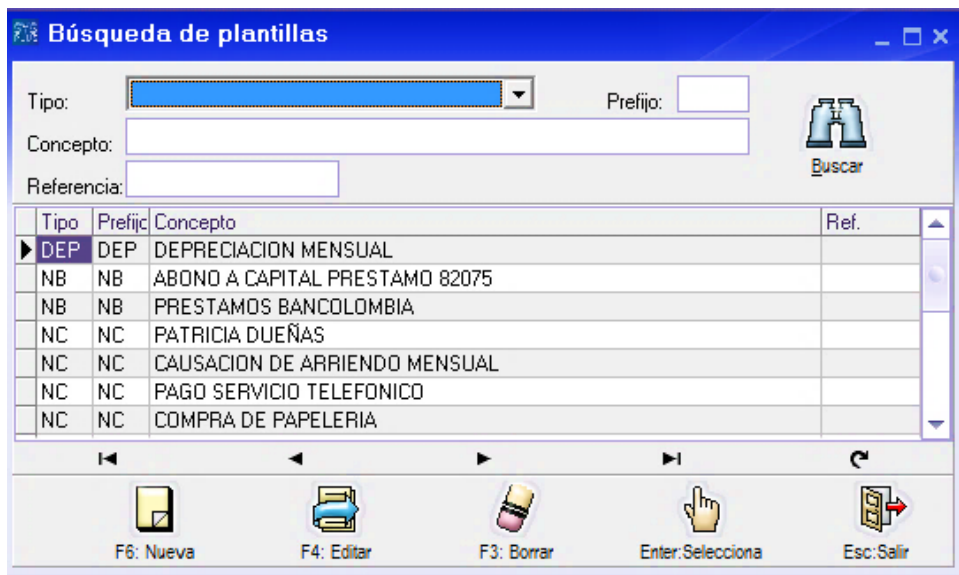 Búsqueda de plantillas
Tipo: Prefijo:
Concepto:
Buscar
Referencia:
Tipo Prefijo Concepto Ref.
DEP DEP DEPRECIACION MENSUAL
NB NB ABONO A CAPITAL PRESTAMO 82075
NB NB PRESTAMOS BANCOLOMBIA
NC NC PATRICIA DUEÑAS
NC NC CAUSACION DE ARRIENDO MENSUAL
NC NC PAGO SERVICIO TELEFONICO
NC NC COMPRA DE PAPELERIA
F6: Nueva F4: Editar F3: Borrar Enter:Selecciona Esc:Salir